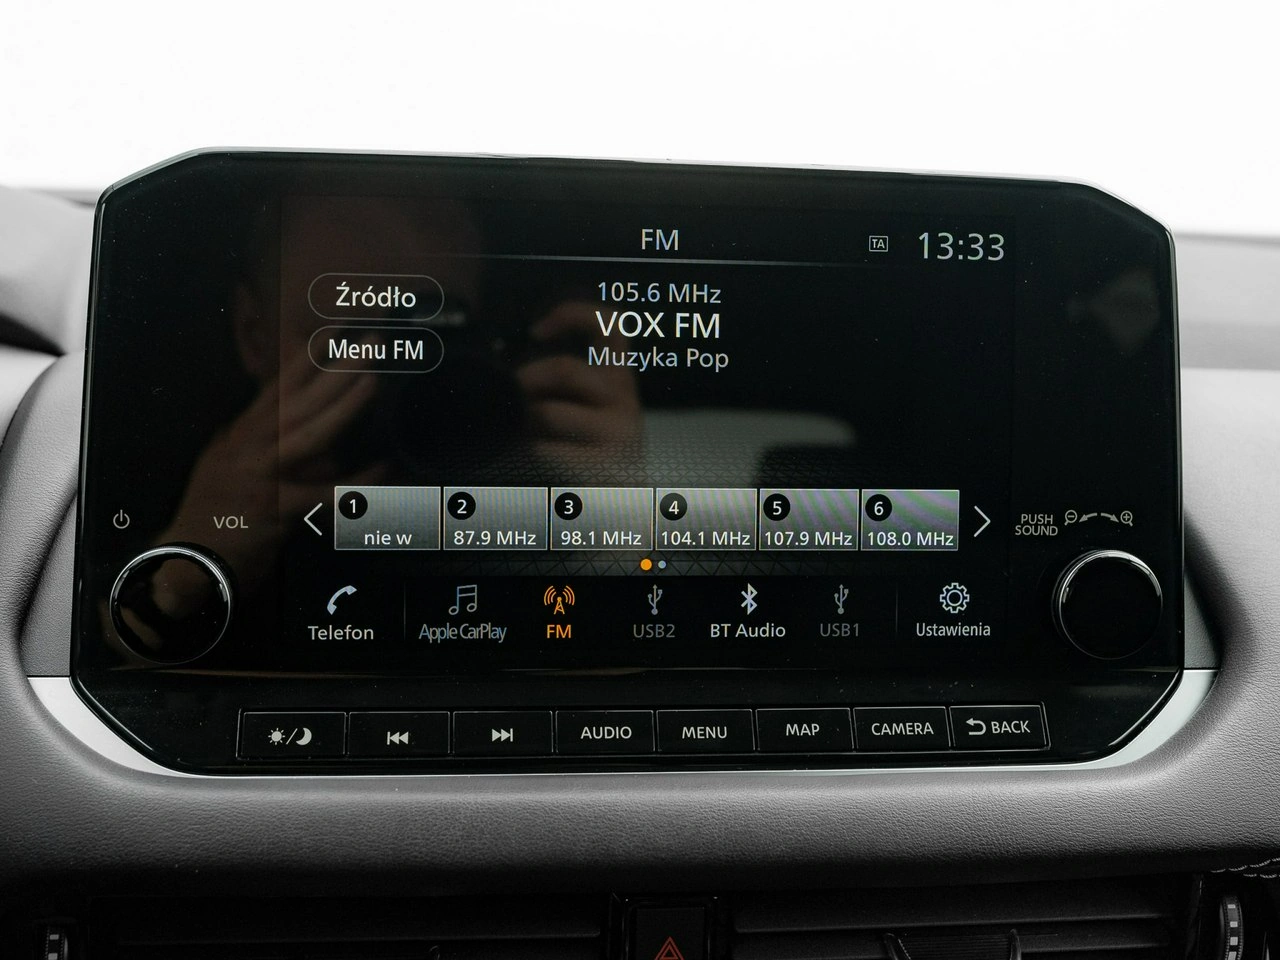 FM
TA
13:33
Źródło
Menu FM
105.6 MHz
VOX FM
Muzyka Pop
VOL
PUSH
SOUND
1
nie w
2
87.9 MHz
3
98.1 MHz
4
104.1 MHz
5
107.9 MHz
6
108.0 MHz
Telefon
Apple CarPlay
FM
USB2
BT Audio
USB1
Ustawienia
AUDIO
MENU
MAP
CAMERA
BACK